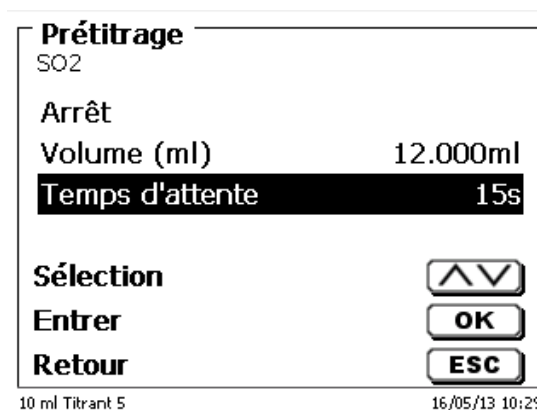 Prétitrage
SO2
Arrêt
Volume (ml) 12.000ml
Temps d'attente 15s
Sélection
Entrer OK
Retour ESC
10 ml Titrant 5 16/05/13 10:29